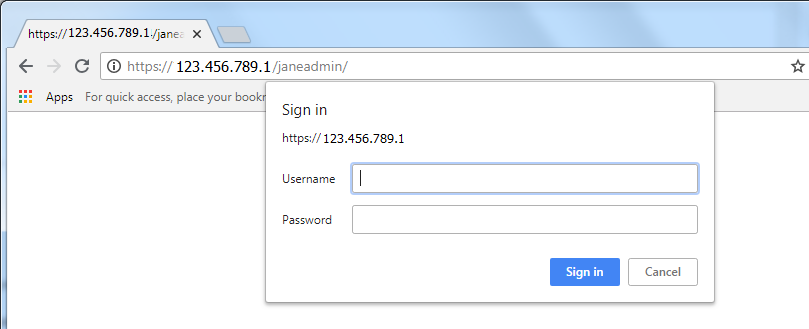 https://123.456.789.1/janea
https://123.456.789.1/janeadmin/
Apps For quick access, place your bookm
Sign in
https://123.456.789.1
Username
Password
Sign in Cancel